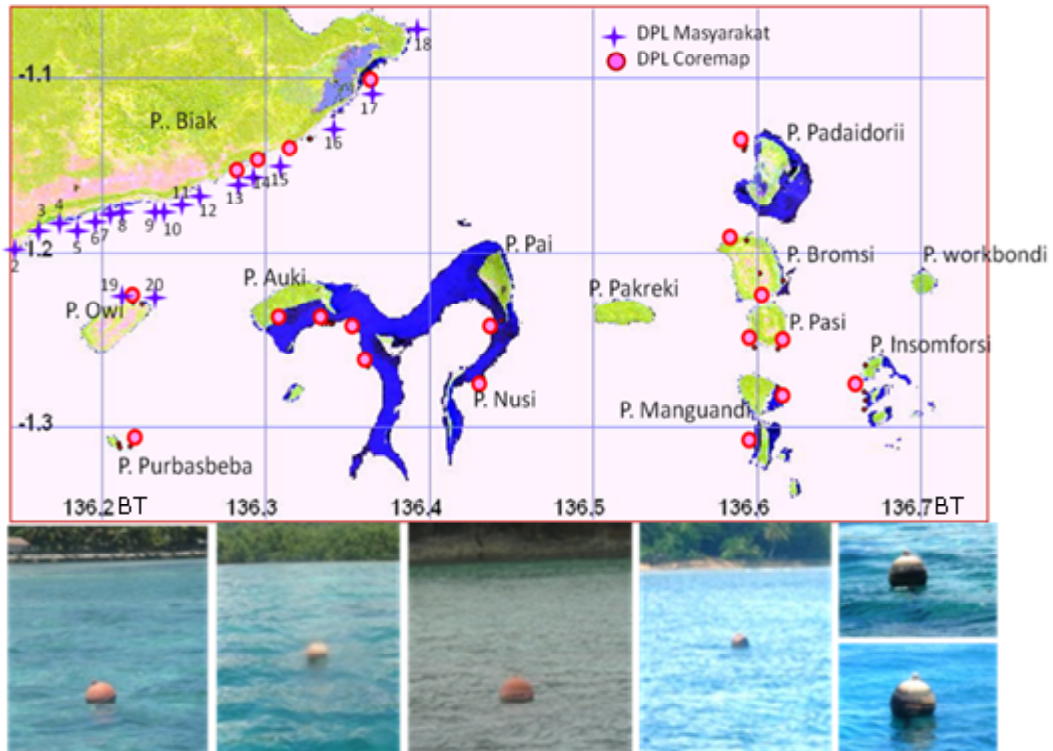 DPL Masyarakat
DPL Coremap
18
-1.1
17
P.. Biak
16
P. Padaidorii
15
14
13
12
11
10
9
8
67
5
4
3
2
-1.2
P. Pai
P. Bromsi
P. workbondi
P. Auki
19
20
P. Owi
P. Pakreki
P. Pasi
P. Insomforsi
P. Nusi
P. Manguandi
-1.3
P. Purbasbeba
136.2 BT
136.3
136.4
136.5
136.6
136.7 BT